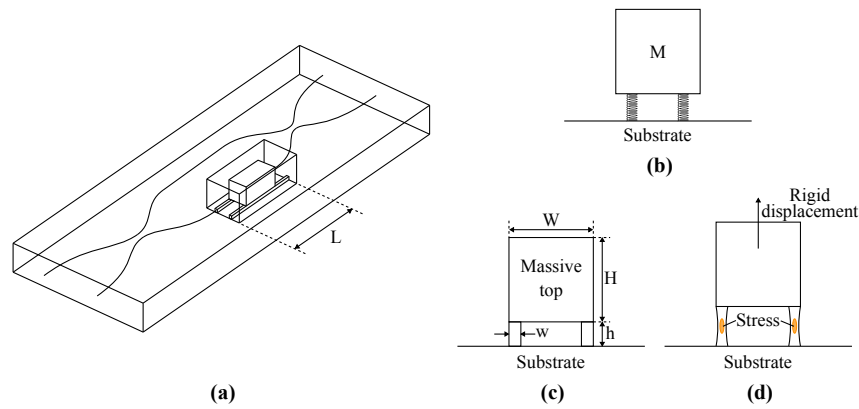 L
(a)
M
Substrate
(b)
W
Massive
top
H
w
h
Substrate
(c)
Rigid
displacement
Stress
Substrate
(d)